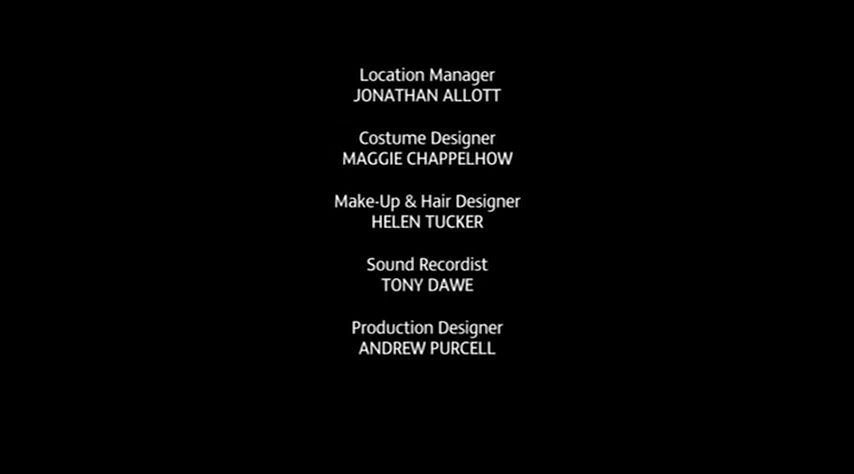 Location Manager
JONATHAN ALLOTT
Costume Designer
MAGGIE CHAPPELHOW
Make-Up & Hair Designer
HELEN TUCKER
Sound Recordist
TONY DAWE
Production Designer
ANDREW PURCELL